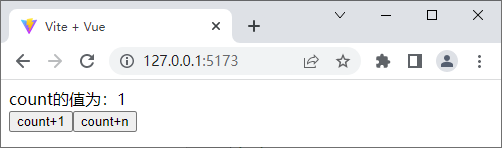 Vite + Vue
127.0.0.1:5173
count的值为：1
count+1 count+n